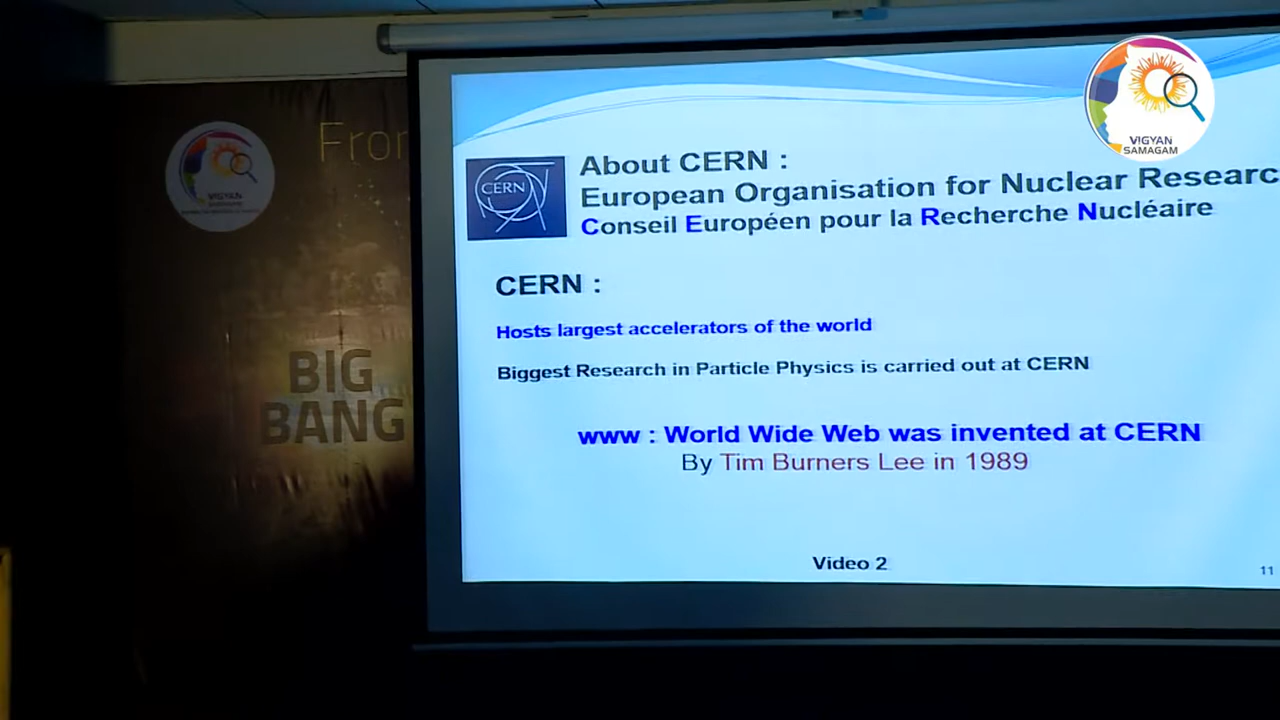 VIGYAN
SAMAGAM
Fro
VIGYAN
BIG
BANG
CERN
About CERN :
European Organisation for Nuclear Researc
Conseil Européen pour la Recherche Nucléaire
CERN :
Hosts largest accelerators of the world
Biggest Research in Particle Physics is carried out at CERN
www : World Wide Web was invented at CERN
By Tim Burners Lee in 1989
Video 2
11